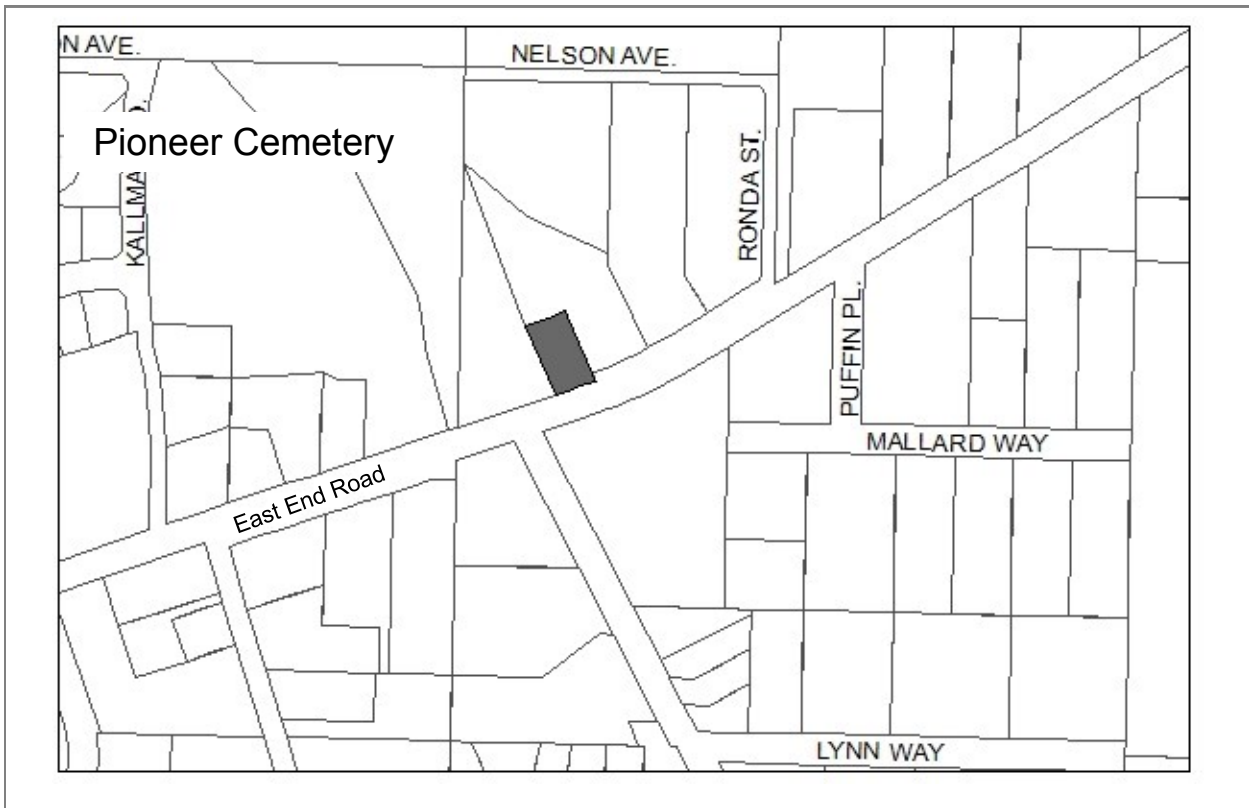 N AVE.
NELSON AVE.
Pioneer Cemetery
KALLMA
RONDA ST.
PUFFIN PL.
MALLARD WAY
East End Road
LYNN WAY